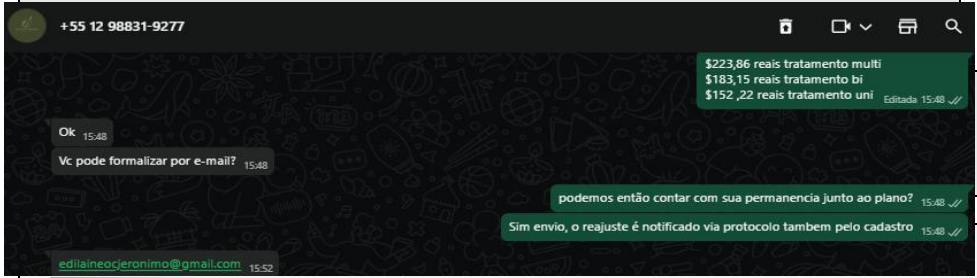 +55 12 98831-9277
$223,86 reais tratamento multi
$183,15 reais tratamento bi
$152 ,22 reais tratamento uni Editada 15:48
Ok 15:48
Vc pode formalizar por e-mail? 15:48
podemos então contar com sua permanencia junto ao plano? 15:48
Sim envio, o reajuste é notificado via protocolo tambem pelo cadastro 15:48
edilaineocjeronimo@gmail.com 15:52